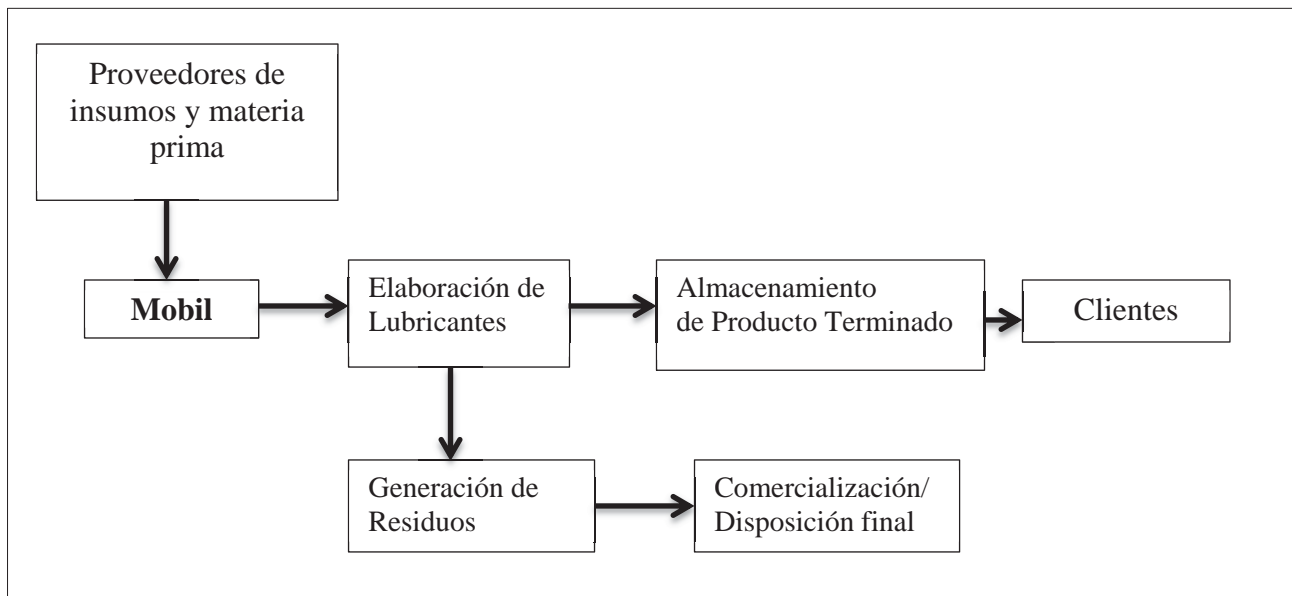 Proveedores de
insumos y materia
prima
Mobil
Elaboración de
Lubricantes
Almacenamiento
de Producto Terminado
Clientes
Generación de
Residuos
Comercialización/
Disposición final